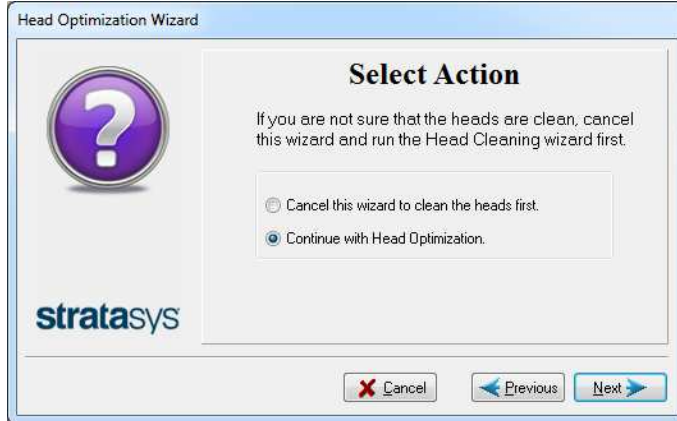 Head Optimization Wizard
Select Action
If you are not sure that the heads are clean, cancel
this wizard and run the Head Cleaning wizard first.
Cancel this wizard to clean the heads first.
Continue with Head Optimization.
stratasys
Cancel
Previous
Next